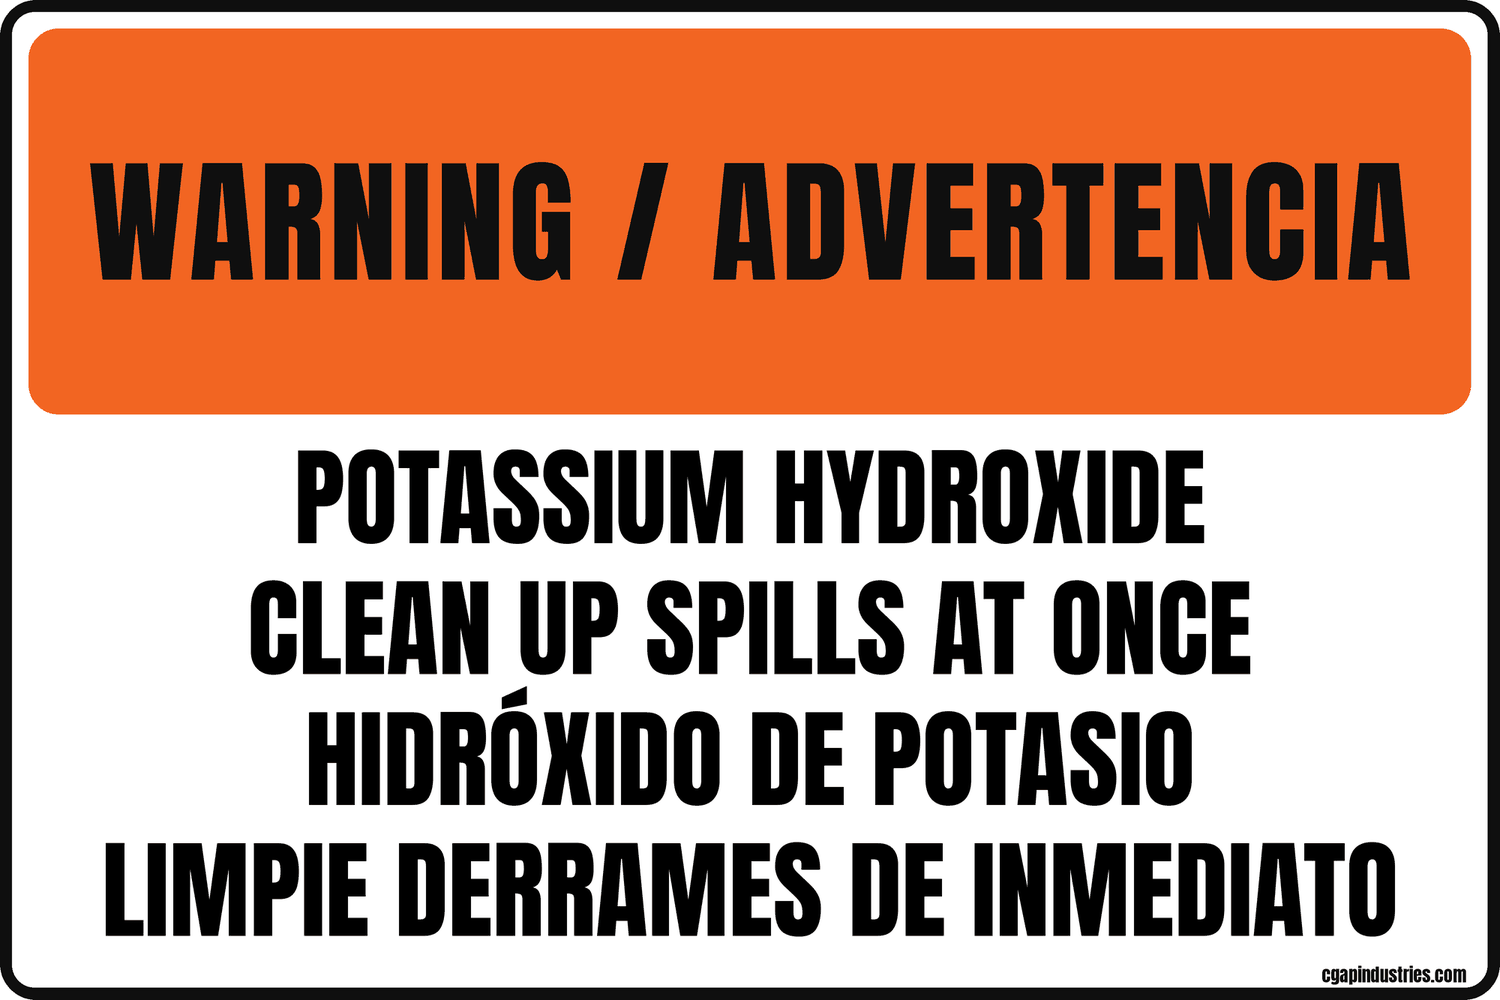 WARNING / ADVERTENCIA
POTASSIUM HYDROXIDE
CLEAN UP SPILLS AT ONCE
HIDRÓXIDO DE POTASIO
LIMPIE DERRAMES DE INMEDIATO
cgapindustries.com